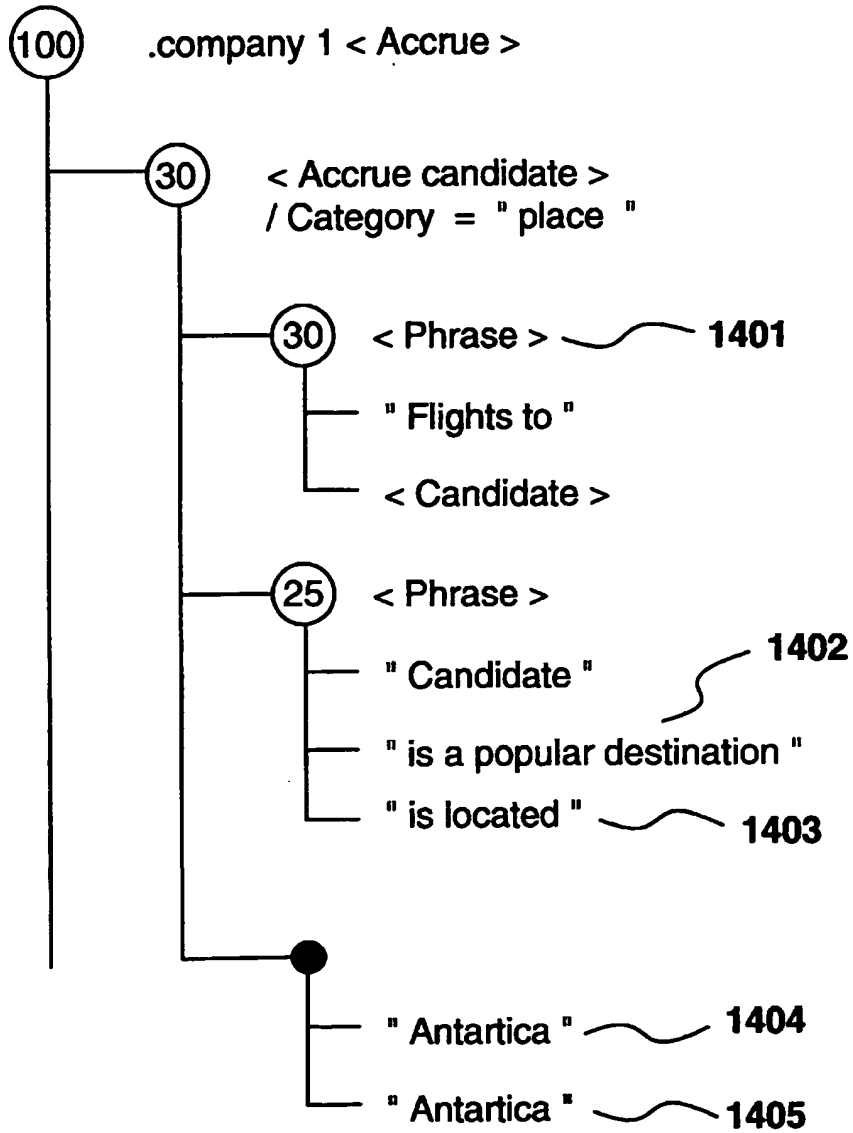 100 .company 1 < Accrue >
30 < Accrue candidate >
/ Category = " place "
30 < Phrase > 1401
" Flights to "
< Candidate >
25 < Phrase >
1402
" Candidate "
" is a popular destination "
" is located " 1403
" Antartica " 1404
" Antartica " 1405